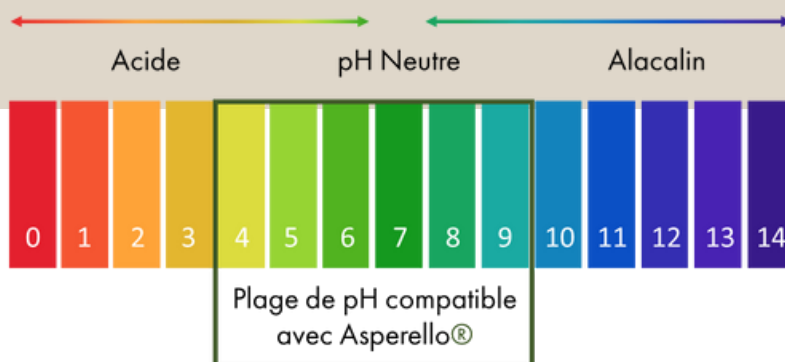 Acide pH Neutre Alacalin
0 1 2 3 4 5 6 7 8 9 10 11 12 13 14
Plage de pH compatible
avec Asperello®